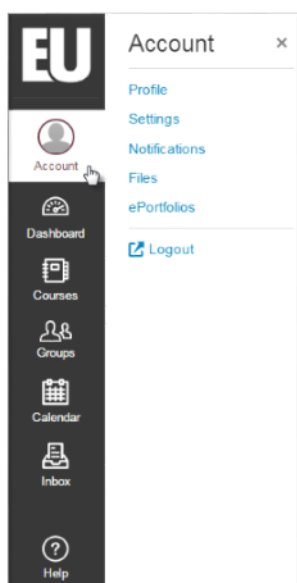 EU
Account
Dashboard
Courses
Groups
Calendar
Inbox
?
Help
Account ×
Profile
Settings
Notifications
Files
ePortfolios
Logout